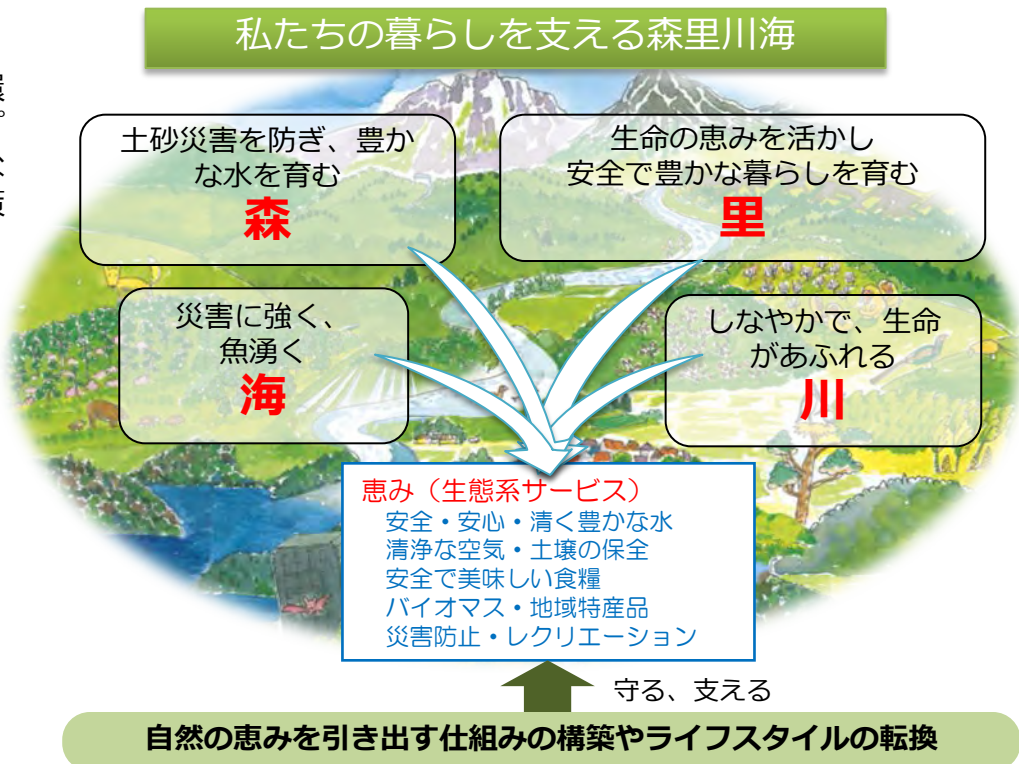 私たちの暮らしを支える森里川海
土砂災害を防ぎ、豊か
な水を育む
森
生命の恵みを活かし
安全で豊かな暮らしを育む
里
災害に強く、
魚湧く
海
しなやかで、生命
があふれる
川
恵み（生態系サービス）
安全・安心・清く豊かな水
清浄な空気・土壌の保全
安全で美味しい食糧
バイオマス・地域特産品
災害防止・レクリエーション
守る、支える
自然の恵みを引き出す仕組みの構築やライフスタイルの転換